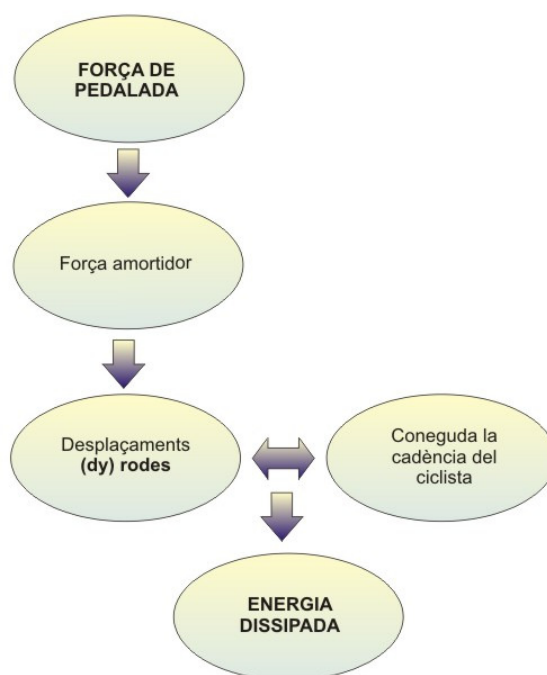 FORÇA DE
PEDALADA
Força amortidor
Desplaçaments
(dy) rodes
Coneguda la
cadència del
ciclista
ENERGIA
DISSIPADA